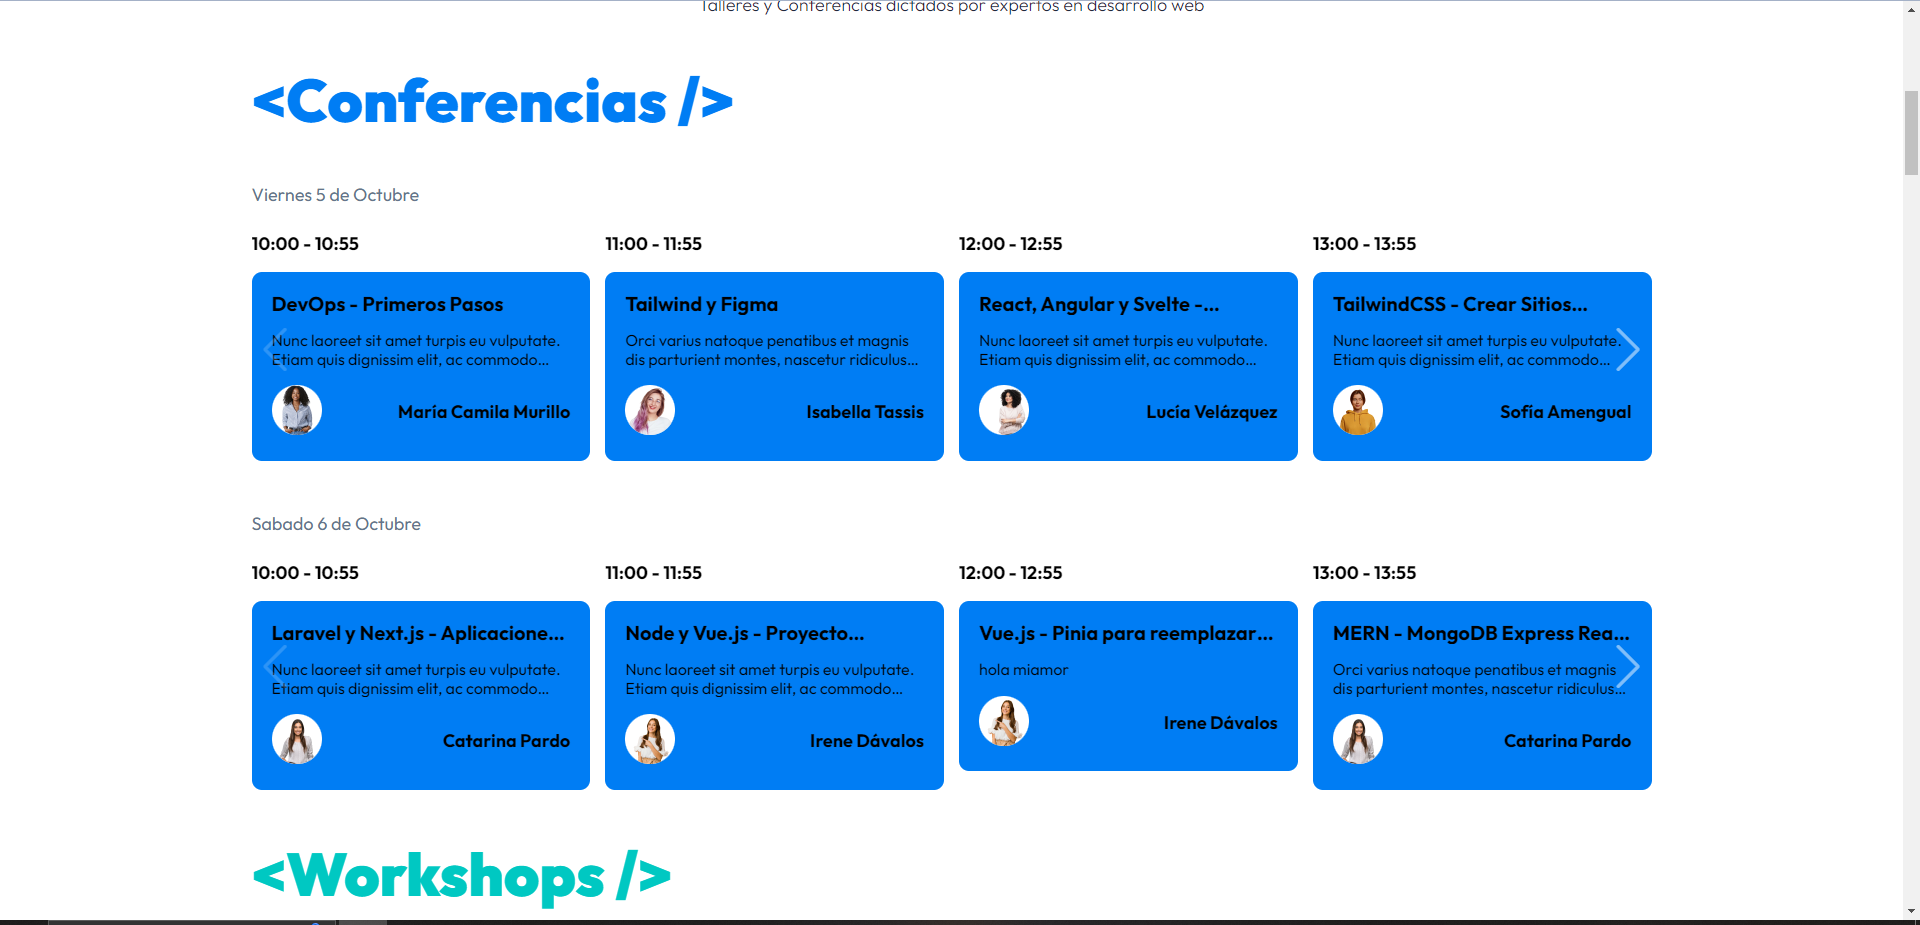 Talleres y Conferencias dictados por expertos en desarrollo web
<Conferencias />
Viernes 5 de Octubre
10:00 - 10:55
DevOps - Primeros Pasos
Nunc laoreet sit amet turpis eu vulputate.
Etiam quis dignissim elit, ac commodo...
María Camila Murillo
11:00 - 11:55
Tailwind y Figma
Orci varius natoque penatibus et magnis
dis parturient montes, nascetur ridiculus...
Isabella Tassis
12:00 - 12:55
React, Angular y Svelte -...
Nunc laoreet sit amet turpis eu vulputate.
Etiam quis dignissim elit, ac commodo...
Lucía Velázquez
13:00 - 13:55
TailwindCSS - Crear Sitios...
Nunc laoreet sit amet turpis eu vulputate.
Etiam quis dignissim elit, ac commodo...
Sofía Amengual
Sabado 6 de Octubre
10:00 - 10:55
Laravel y Next.js - Aplicacione...
Nunc laoreet sit amet turpis eu vulputate.
Etiam quis dignissim elit, ac commodo...
Catarina Pardo
11:00 - 11:55
Node y Vue.js - Proyecto...
Nunc laoreet sit amet turpis eu vulputate.
Etiam quis dignissim elit, ac commodo...
Irene Dávalos
12:00 - 12:55
Vue.js - Pinia para reemplazar...
hola miamor
Irene Dávalos
13:00 - 13:55
MERN - MongoDB Express Rea...
Orci varius natoque penatibus et magnis
dis parturient montes, nascetur ridiculus...
Catarina Pardo
<Workshops />